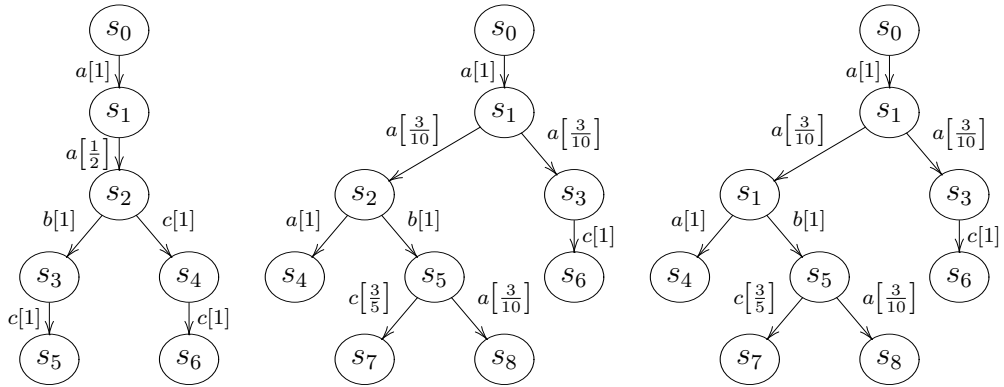 s₀ s₀ s₀
a[1] a[1] a[1]
s₁ s₁ s₁
a[1/2] a[3/10] a[3/10] a[3/10] a[3/10]
s₂ s₂ s₃ s₁ s₃
b[1] c[1] a[1] b[1] c[1] a[1] b[1] c[1]
s₃ s₄ s₄ s₅ s₆ s₄ s₅ s₆
c[1] c[1] c[3/5] a[3/10] c[3/5] a[3/10]
s₅ s₆ s₇ s₈ s₇ s₈